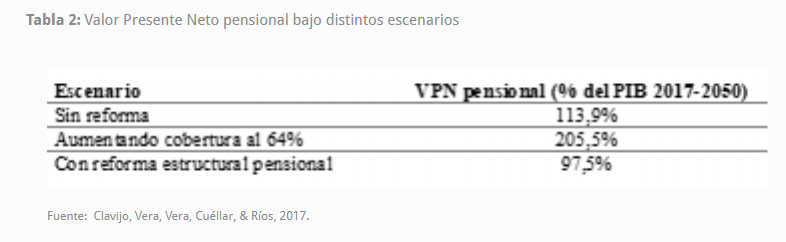 Tabla 2: Valor Presente Neto pensional bajo distintos escenarios
Escenario VPN pensional (% del PIB 2017-2050)
Sin reforma 113,9%
Aumentando cobertura al 64% 205,5%
Con reforma estructural pensional 97,5%
Fuente: Clavijo, Vera, Vera, Cuéllar, & Ríos, 2017.